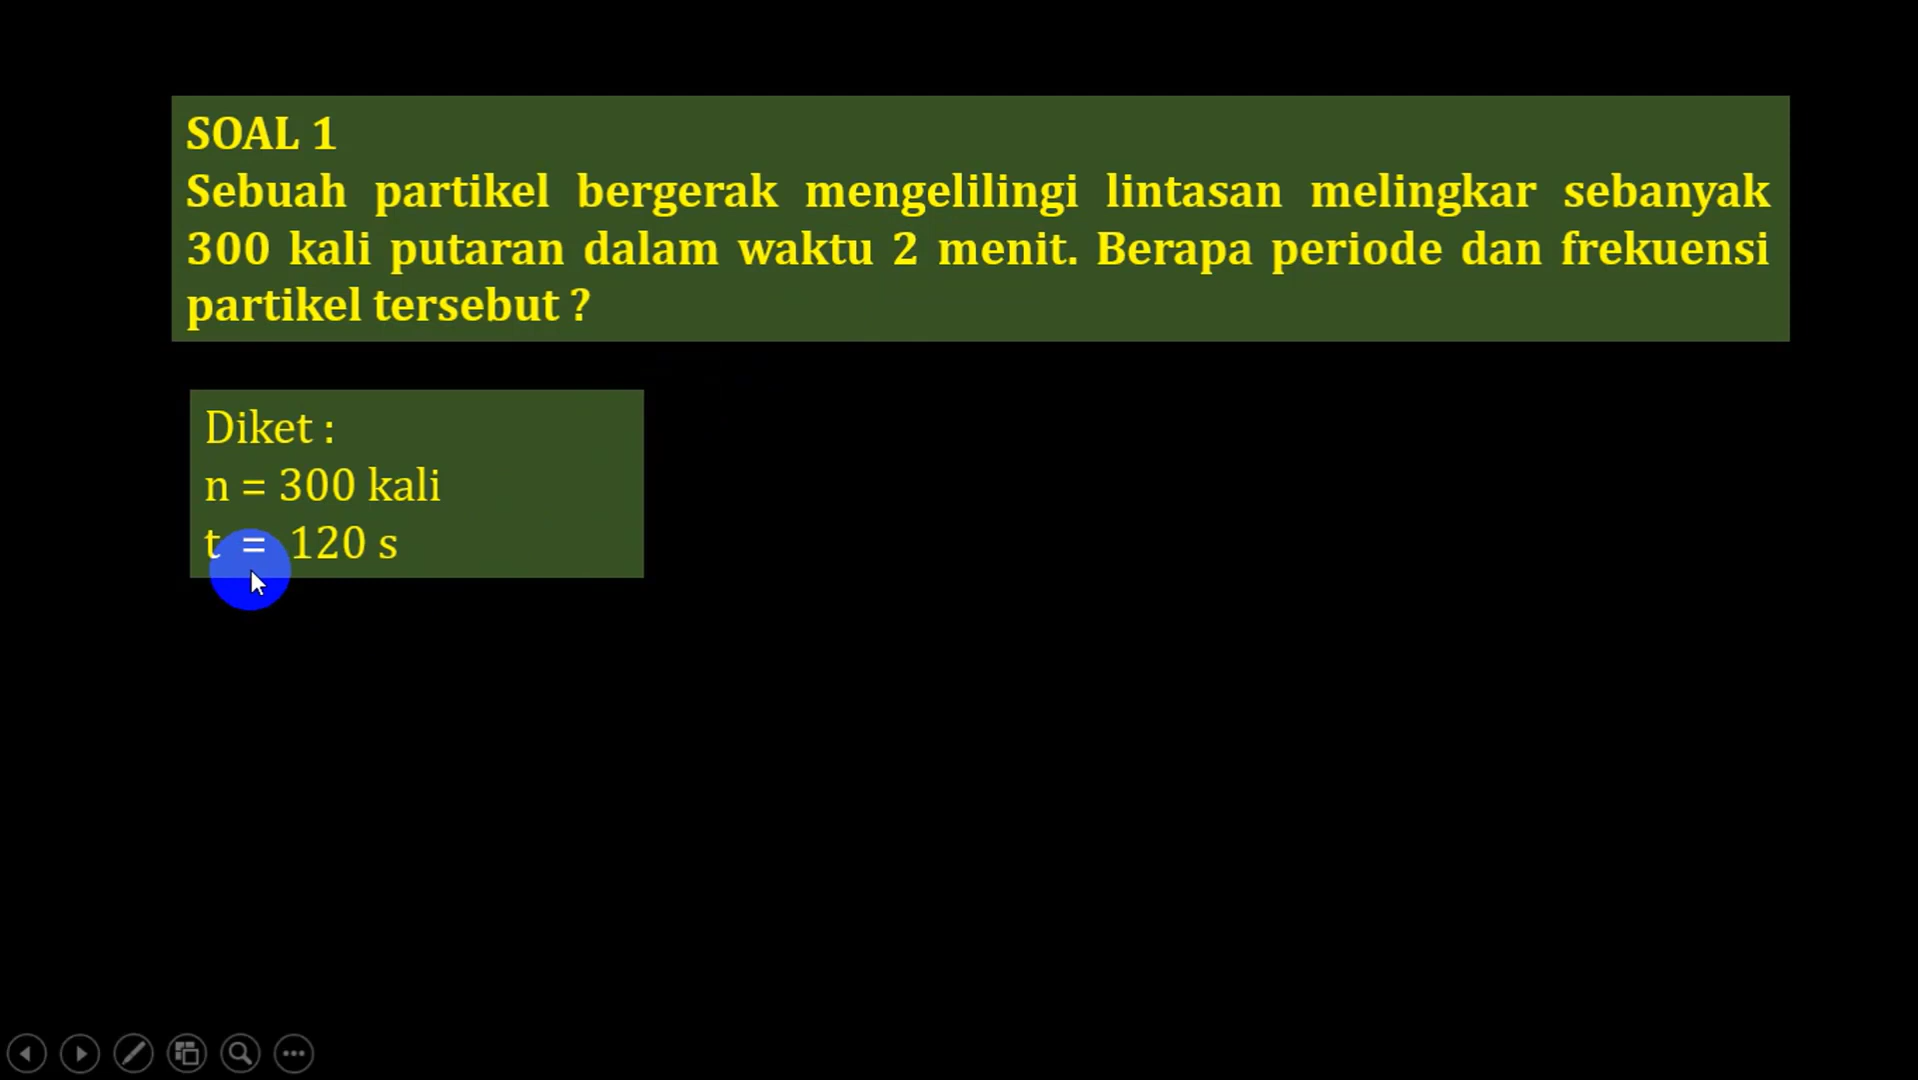 SOAL 1
Sebuah partikel bergerak mengelilingi lintasan melingkar sebanyak
300 kali putaran dalam waktu 2 menit. Berapa periode dan frekuensi
partikel tersebut ?
Diket :
n = 300 kali
t = 120 s